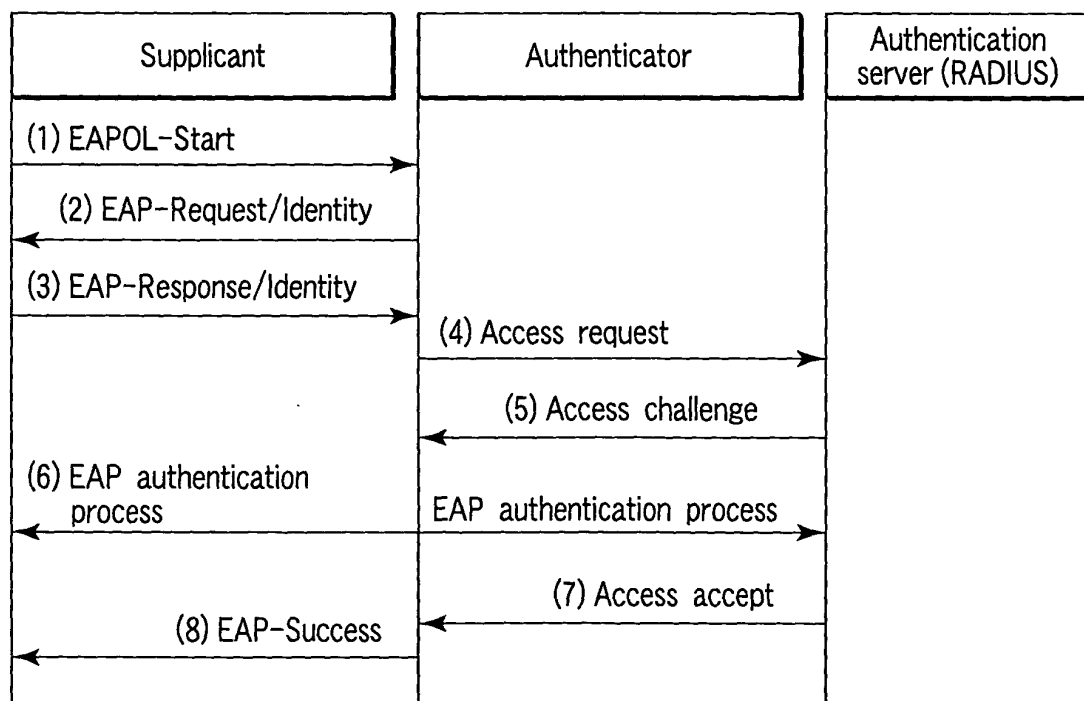 Supplicant
Authenticator
Authentication
server (RADIUS)
(1) EAPOL-Start
(2) EAP-Request/Identity
(3) EAP-Response/Identity
(4) Access request
(5) Access challenge
(6) EAP authentication
process
EAP authentication process
(7) Access accept
(8) EAP-Success